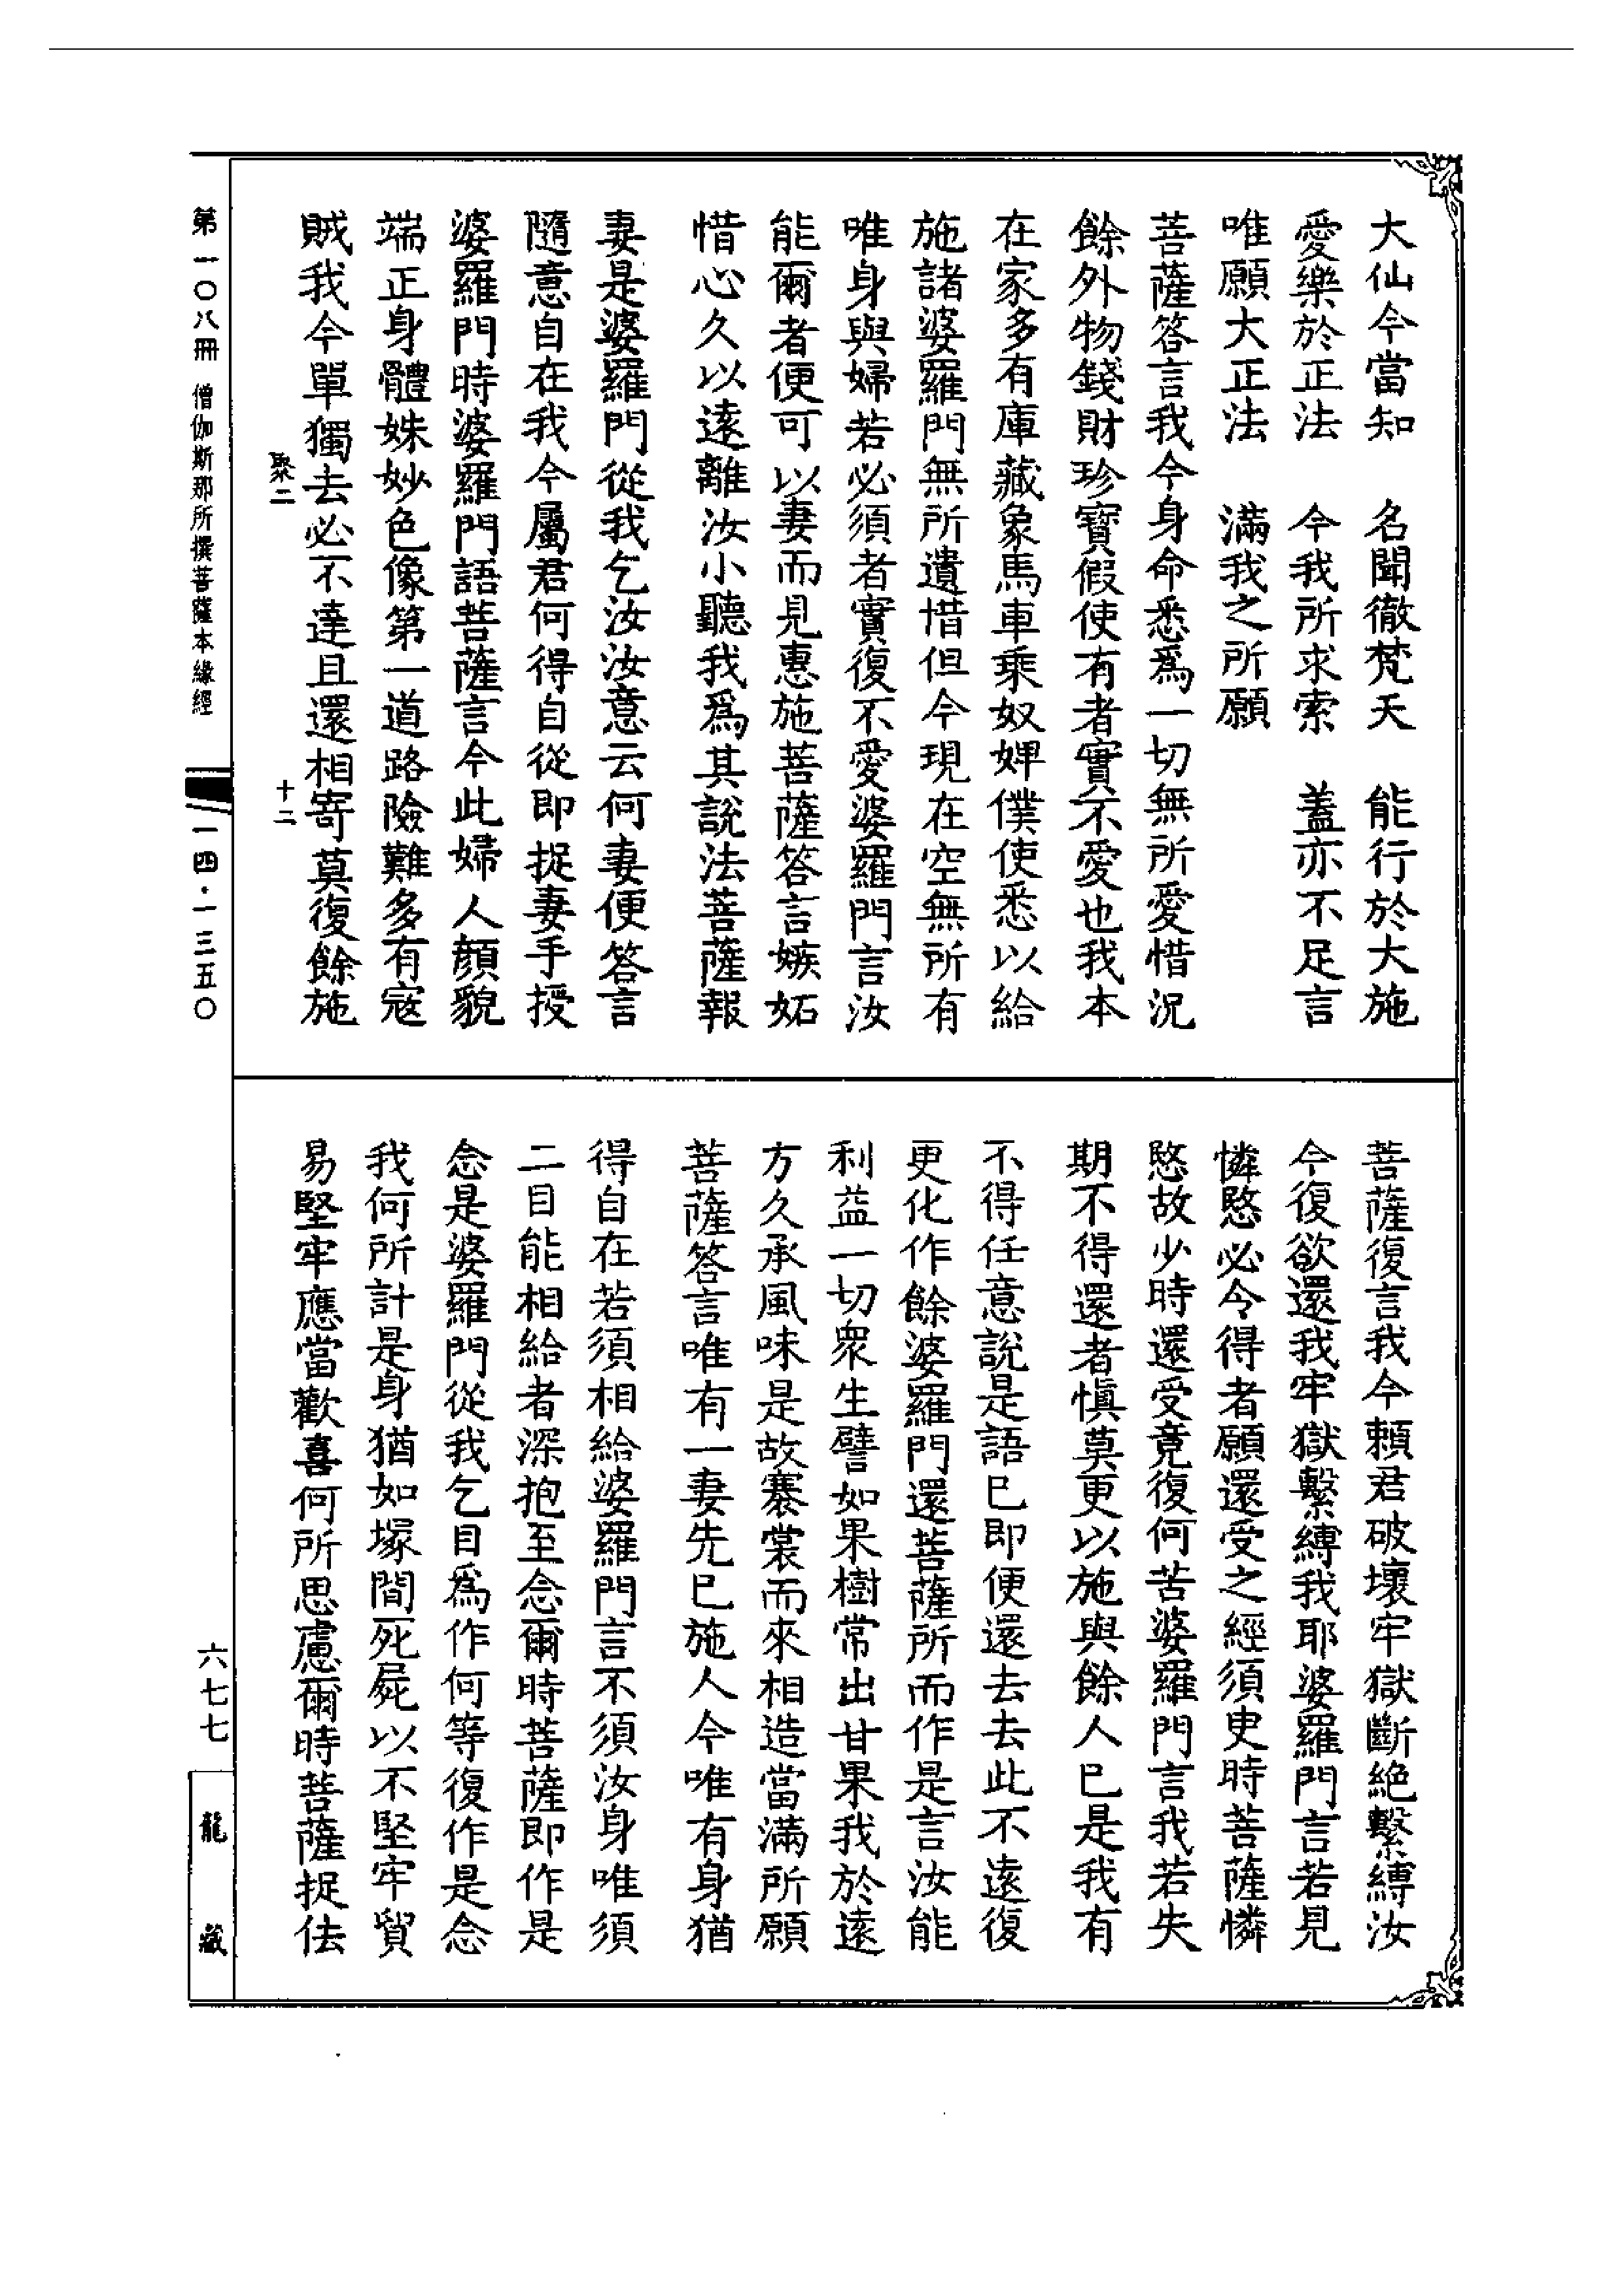 大仙今當知　名聞徹梵天　能行於大施
愛樂於正法　今我所求索　蓋亦不足言
唯願大正法　滿我之所願
菩薩答言我今身命悉爲一切無所愛惜況
餘外物錢財珍寶假使有者實不愛也我本
在家多有庫藏象馬車乘奴婢僕使悉以給
施諸婆羅門無所遺惜但今現在空無所有
唯身與婦若必須者實復不愛婆羅門言汝
能爾者便可以妻而見惠施菩薩答言嫉妬
惜心久以遠離汝小聽我爲其說法菩薩報
妻是婆羅門從我乞汝汝意云何妻便答言
隨意自在我今屬君何得自從即捉妻手授
婆羅門時婆羅門語菩薩言今此婦人顏貌
端正身體姝妙色像第一道路險難多有寇
賊我今單獨去必不達且還相寄莫復餘施
聚二　十二
菩薩復言我今賴君破壞牢獄斷絶繫縛汝
今復欲還我牢獄繫縛我耶婆羅門言若見
憐愍必令得者願還受之經須臾時菩薩憐
愍故少時還受竟復何苦婆羅門言我若失
期不得還者慎莫更以施與餘人已是我有
不得任意說是語已即便還去去此不遠復
更化作餘婆羅門還菩薩所而作是言汝能
利益一切衆生譬如果樹常出甘果我於遠
方久承風味是故褰裳而來相造當滿所願
菩薩答言唯有一妻先已施人今唯有身猶
得自在若須相給婆羅門言不須汝身唯須
二目能相給者深抱至念爾時菩薩即作是
念是婆羅門從我乞目爲作何等復作是念
我何所計是身猶如塚間死屍以不堅牢貿
易堅牢應當歡喜何所思慮爾時菩薩捉佉
第一〇八冊　僧伽斯那所撰菩薩本緣經　一四·一三五〇
六七七
龍藏